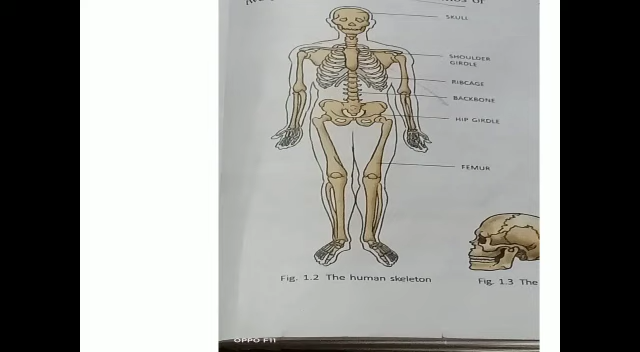 SKULL
SHOULDER
GIRDLE
RIBCAGE
BACKBONE
HIP GIRDLE
FEMUR
Fig. 1.2 The human skeleton
Fig. 1.3 The
OPPO F11